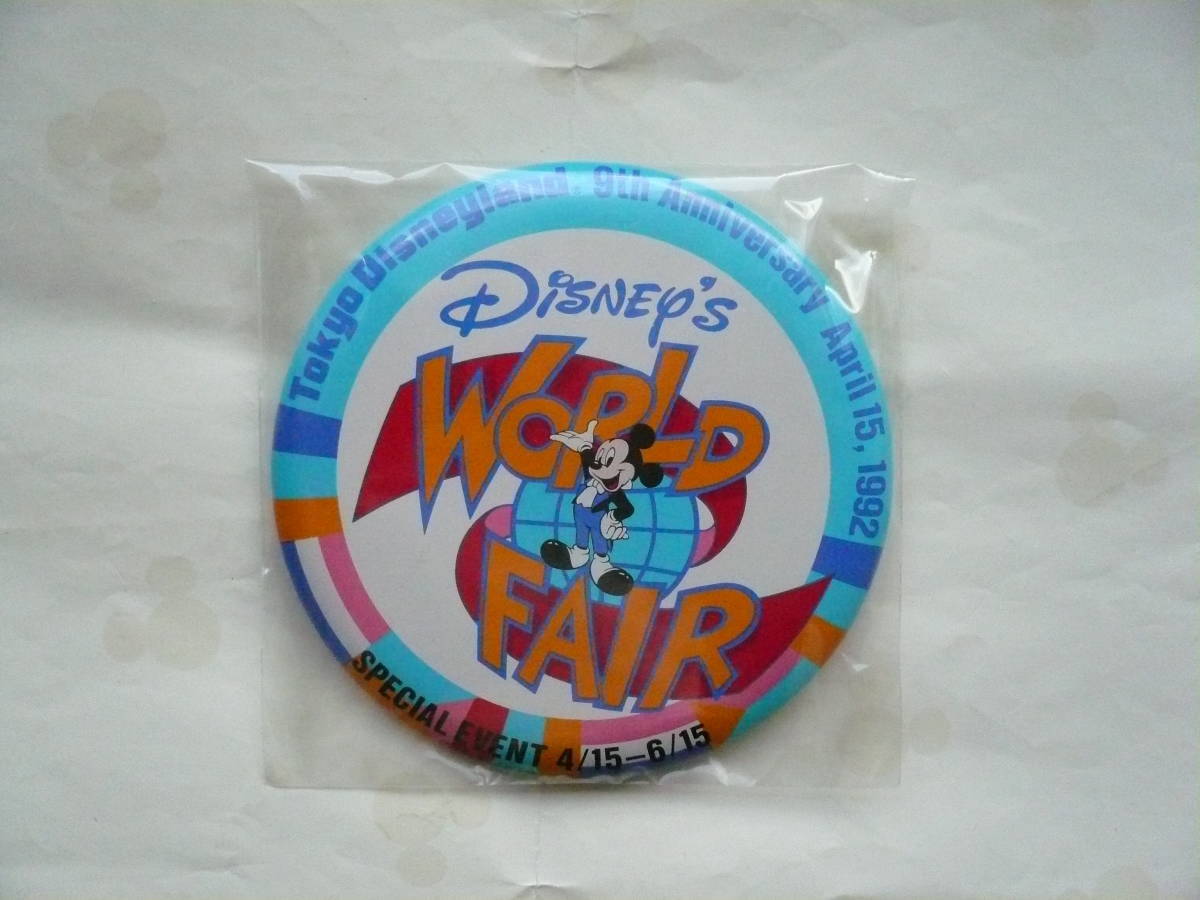 Tokyo Disneyland 9th Anniversary April 15, 1992
Disney's
WORLD
FAIR
SPECIAL EVENT 4/15–6/15